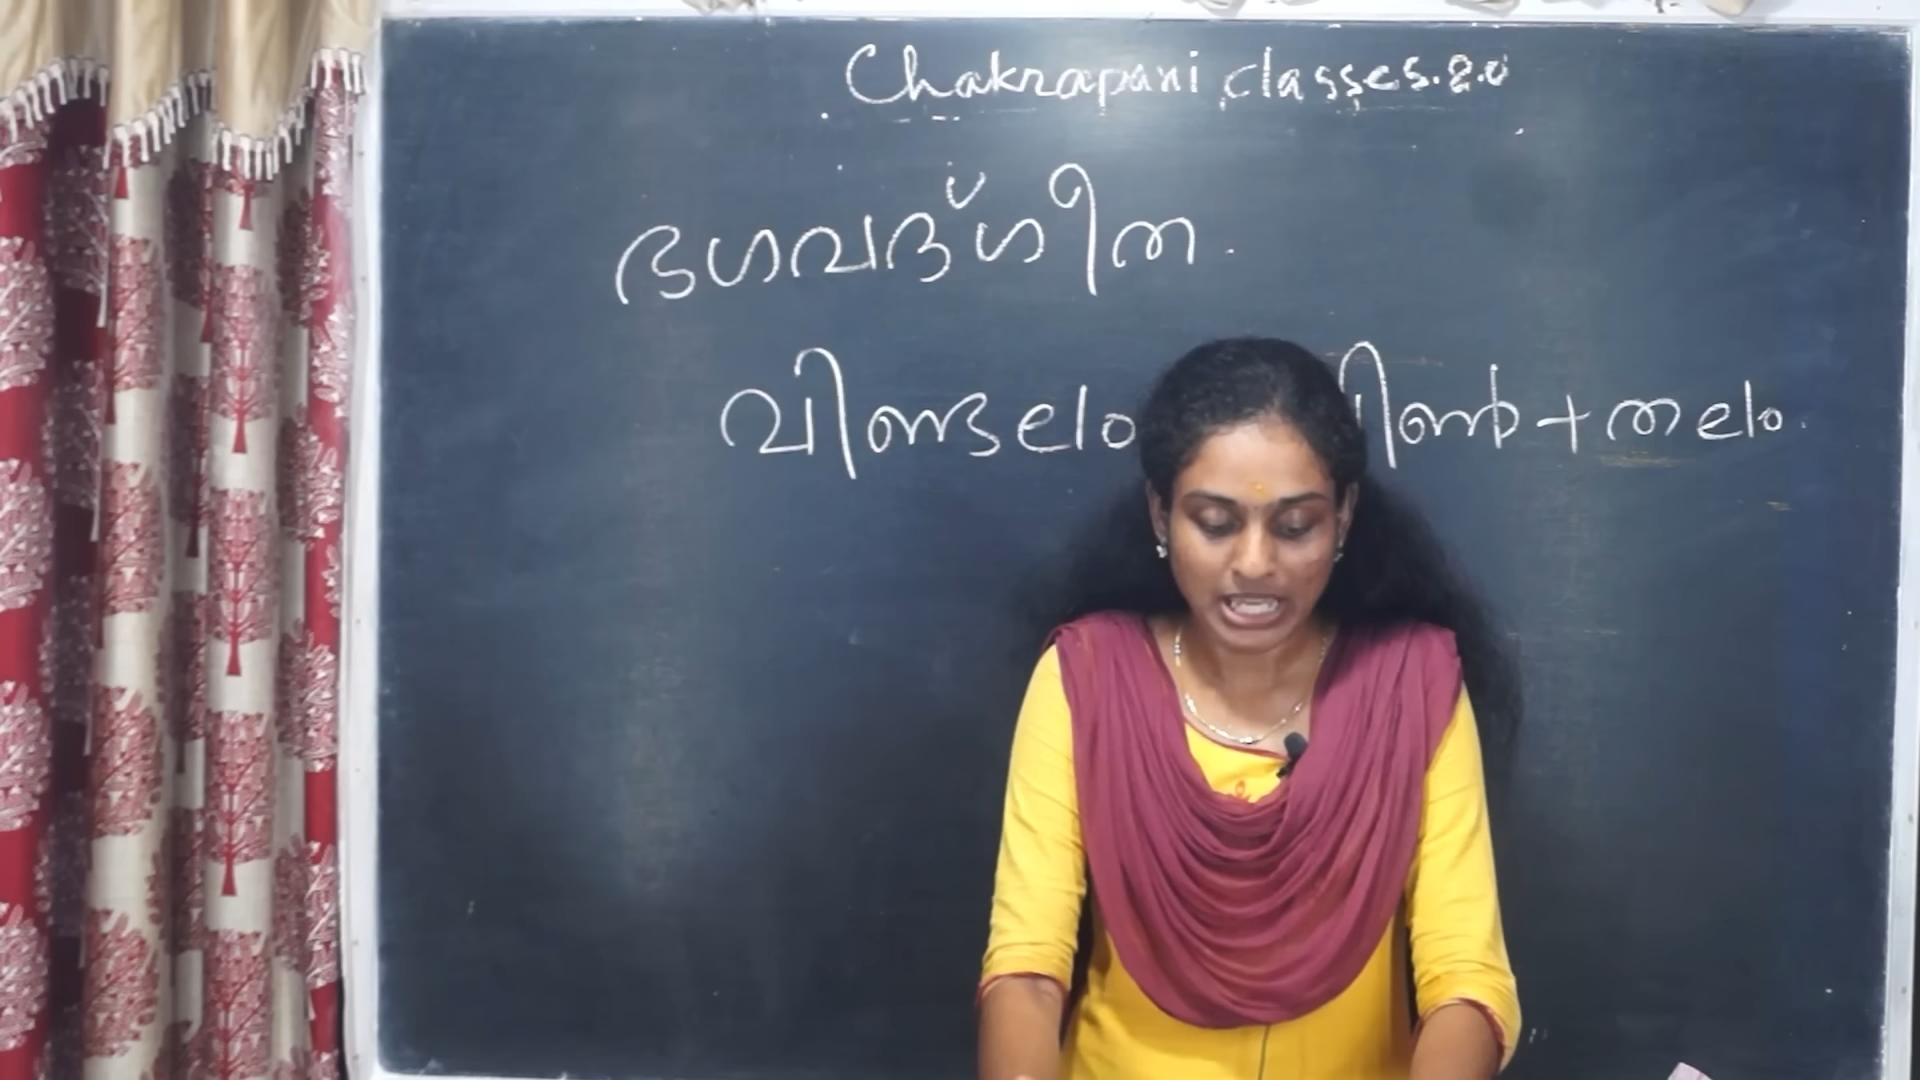 Chakrapani classes.2.0
ഭഗവദ്ഗീത.
വിണ്ടലം ിൺ+തലം.